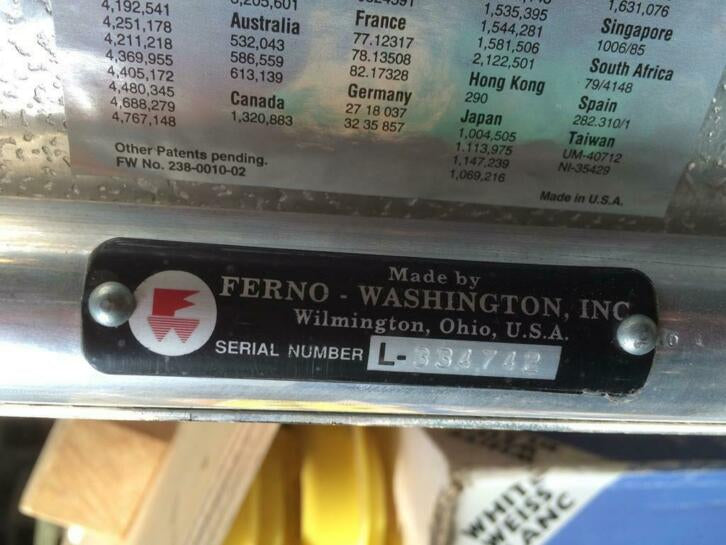 4,192,541
4,251,178
4,211,218
4,369,955
4,405,172
4,480,345
4,688,279
4,767,148
Other Patents pending.
FW No. 238-0010-02
Australia
532,043
586,559
613,139
Canada
1,320,883
France
77.12317
78.13508
82.17328
Germany
27 18 037
32 35 857
1,535,395
1,544,281
1,581,506
2,122,501
Hong Kong
290
Japan
1,004,505
1,113,975
1,147,239
1,069,216
1,631,076
Singapore
1006/85
South Africa
79/4148
Spain
282.310/1
Taiwan
UM-40712
NI-35429
Made in U.S.A.
Made by
FERNO - WASHINGTON, INC
Wilmington, Ohio, U.S.A.
SERIAL NUMBER L-334742
WHIT
WEISS
ANC